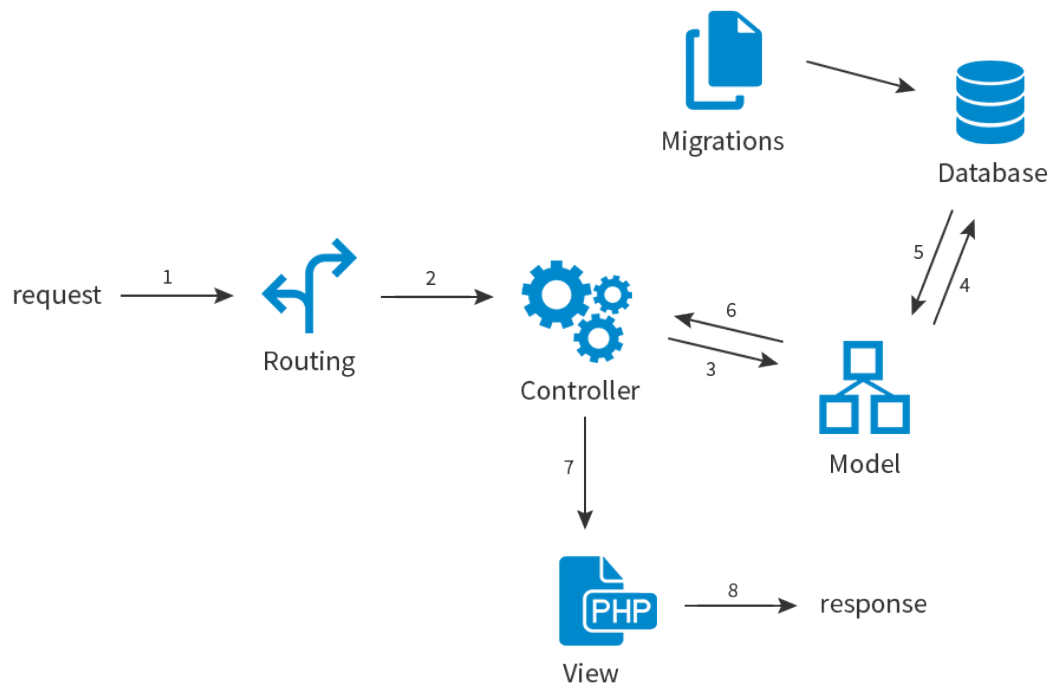 Migrations
Database
5
4
request
1
Routing
2
Controller
6
3
Model
7
PHP
View
8
response